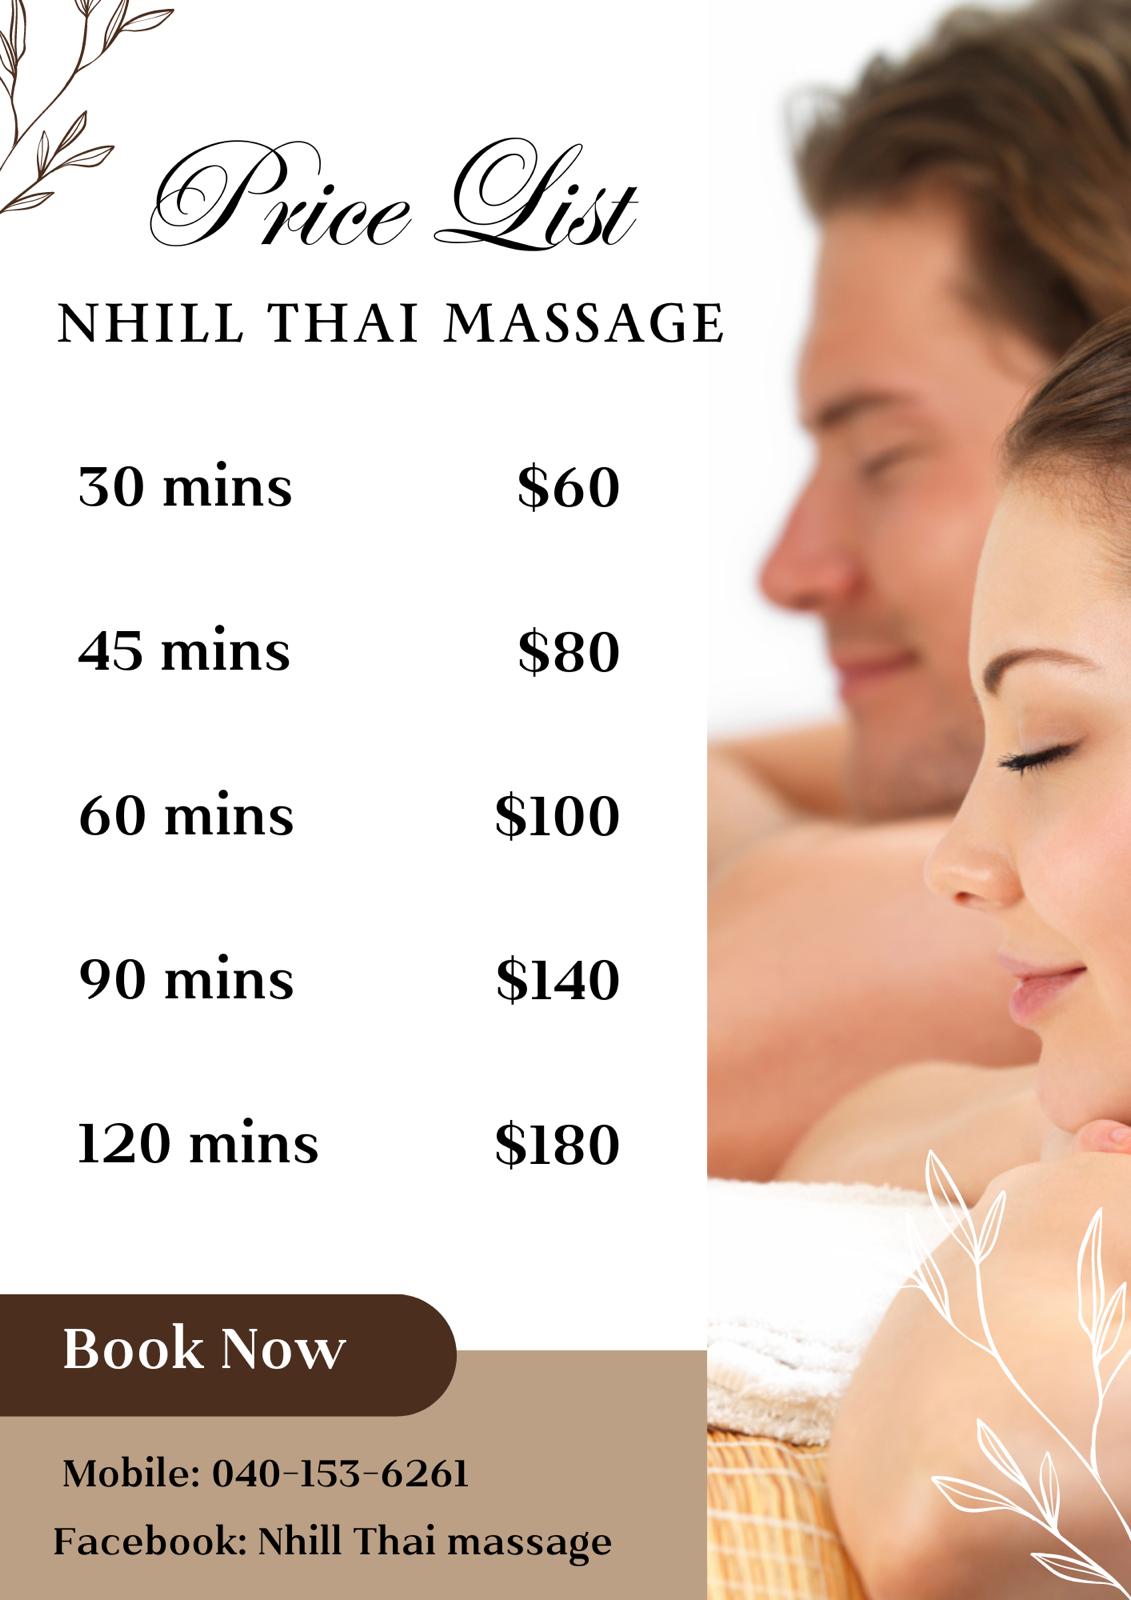 Price List
NHILL THAI MASSAGE
30 mins $60
45 mins $80
60 mins $100
90 mins $140
120 mins $180
Book Now
Mobile: 040-153-6261
Facebook: Nhill Thai massage